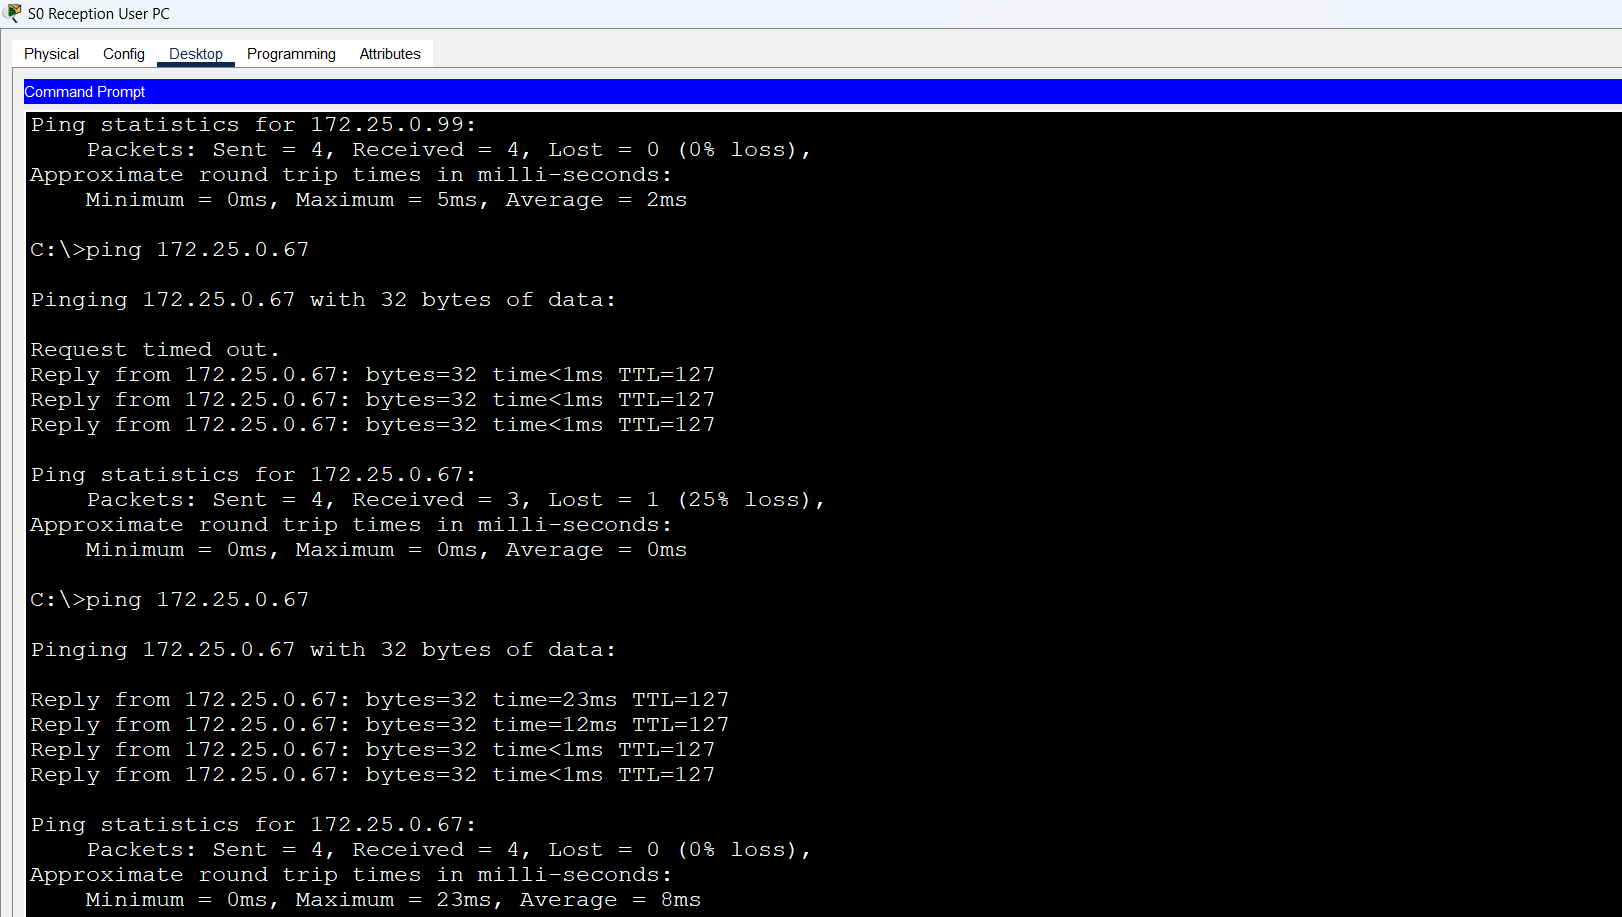 S0 Reception User PC
Physical Config Desktop Programming Attributes
Command Prompt
Ping statistics for 172.25.0.99:
    Packets: Sent = 4, Received = 4, Lost = 0 (0% loss),
Approximate round trip times in milli-seconds:
    Minimum = 0ms, Maximum = 5ms, Average = 2ms

C:\>ping 172.25.0.67

Pinging 172.25.0.67 with 32 bytes of data:

Request timed out.
Reply from 172.25.0.67: bytes=32 time<1ms TTL=127
Reply from 172.25.0.67: bytes=32 time<1ms TTL=127
Reply from 172.25.0.67: bytes=32 time<1ms TTL=127

Ping statistics for 172.25.0.67:
    Packets: Sent = 4, Received = 3, Lost = 1 (25% loss),
Approximate round trip times in milli-seconds:
    Minimum = 0ms, Maximum = 0ms, Average = 0ms

C:\>ping 172.25.0.67

Pinging 172.25.0.67 with 32 bytes of data:

Reply from 172.25.0.67: bytes=32 time=23ms TTL=127
Reply from 172.25.0.67: bytes=32 time=12ms TTL=127
Reply from 172.25.0.67: bytes=32 time<1ms TTL=127
Reply from 172.25.0.67: bytes=32 time<1ms TTL=127

Ping statistics for 172.25.0.67:
    Packets: Sent = 4, Received = 4, Lost = 0 (0% loss),
Approximate round trip times in milli-seconds:
    Minimum = 0ms, Maximum = 23ms, Average = 8ms